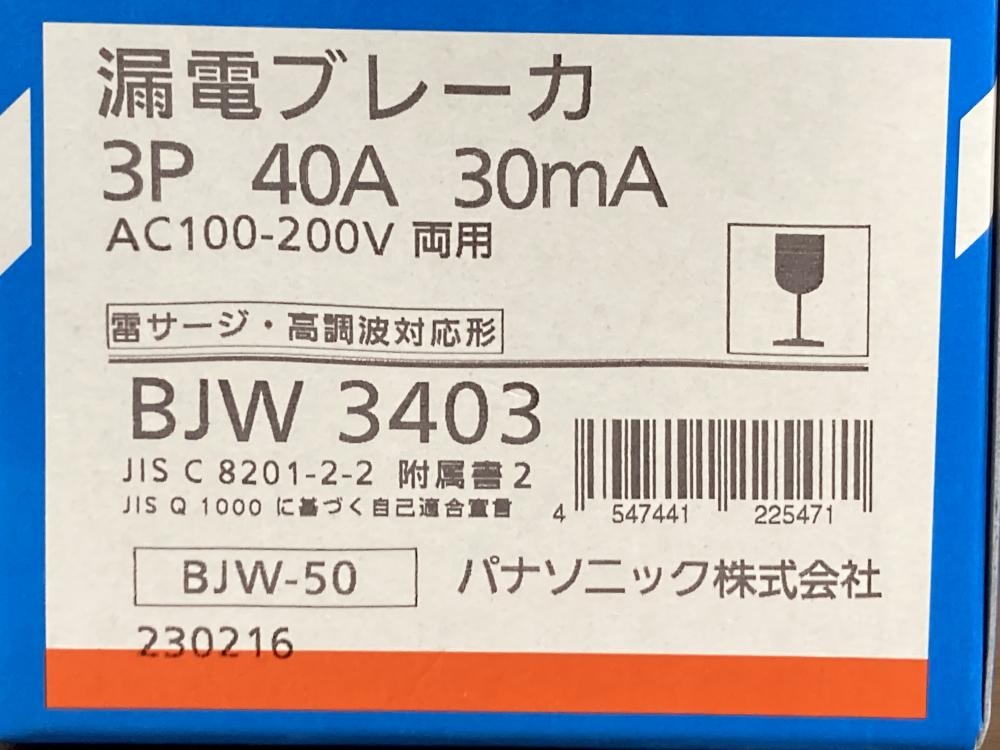 漏電ブレーカ
3P 40A 30mA
AC100-200V 両用
雷サージ・高調波対応形
BJW 3403
JIS C 8201-2-2 附属書2
JIS Q 1000 に基づく自己適合宣言
4 547441 225471
BJW-50 パナソニック株式会社
230216